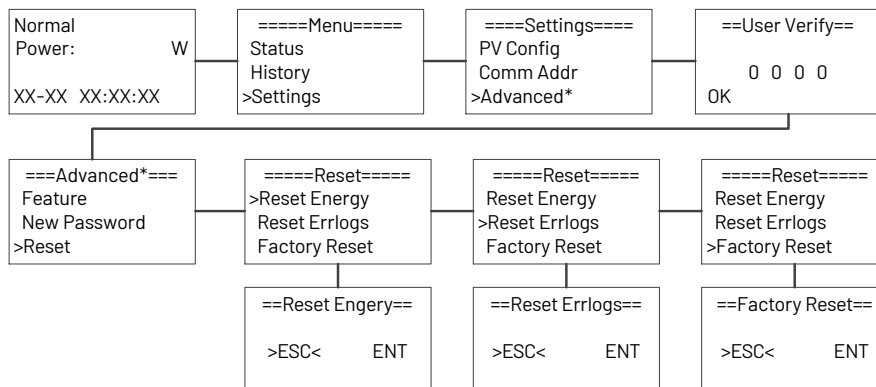 Normal
Power: W
XX-XX XX:XX:XX
=====Menu=====
Status
History
>Settings
====Settings====
PV Config
Comm Addr
>Advanced*
==User Verify==
0 0 0 0
OK
===Advanced*===
Feature
New Password
>Reset
=====Reset=====
>Reset Energy
Reset Errlogs
Factory Reset
=====Reset=====
Reset Energy
>Reset Errlogs
Factory Reset
=====Reset=====
Reset Energy
Reset Errlogs
>Factory Reset
==Reset Engery==
>ESC< ENT
==Reset Errlogs==
>ESC< ENT
==Factory Reset==
>ESC< ENT